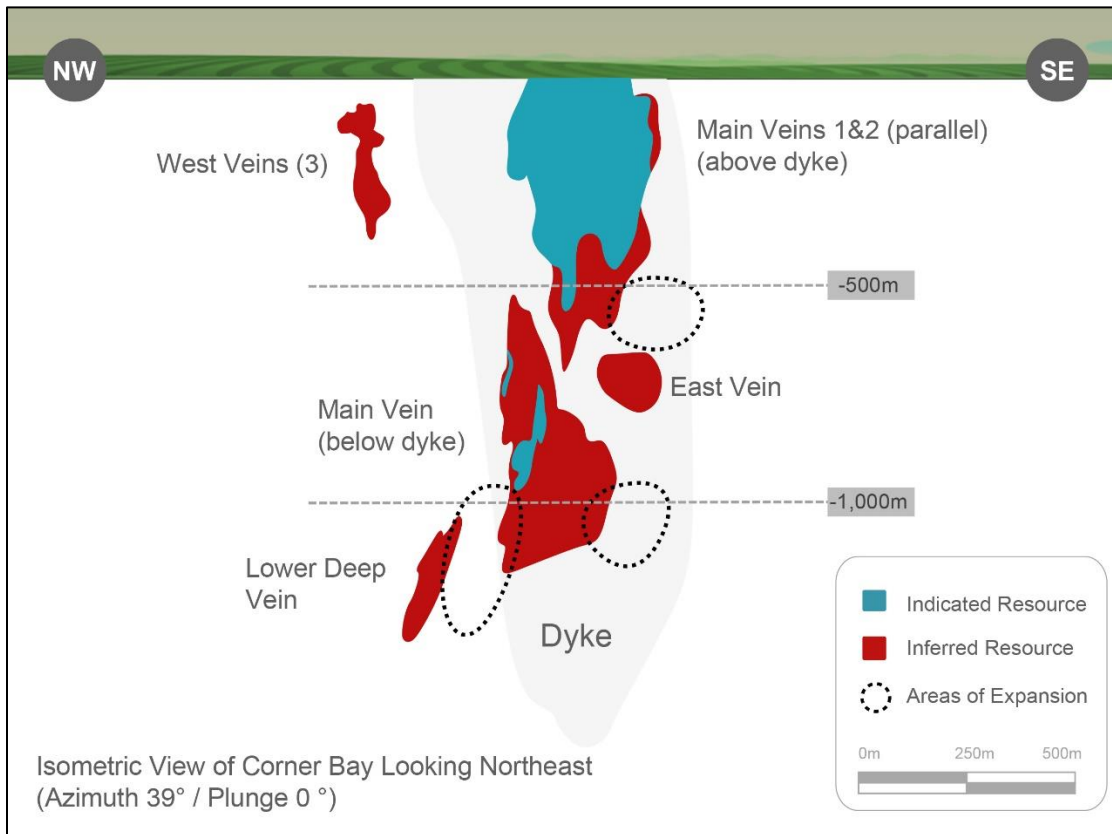 NW
SE
West Veins (3)
Main Veins 1&2 (parallel)
(above dyke)
-500m
East Vein
Main Vein
(below dyke)
-1,000m
Lower Deep
Vein
Dyke
Indicated Resource
Inferred Resource
Areas of Expansion
0m 250m 500m
Isometric View of Corner Bay Looking Northeast
(Azimuth 39° / Plunge 0 °)